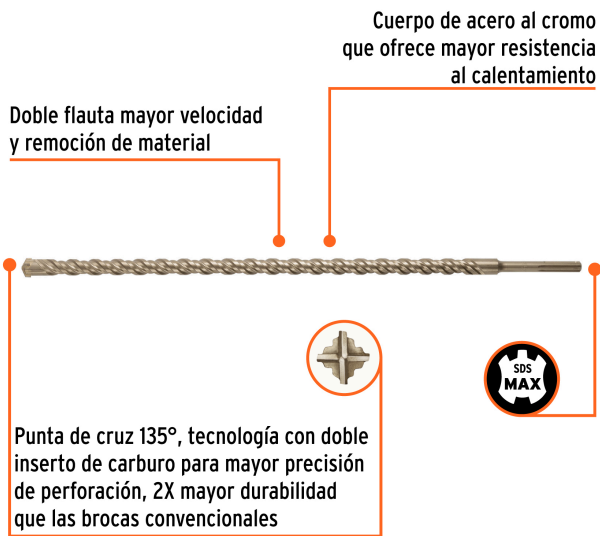 Cuerpo de acero al cromo
que ofrece mayor resistencia
al calentamiento
Doble flauta mayor velocidad
y remoción de material
SDS
MAX
Punta de cruz 135°, tecnología con doble
inserto de carburo para mayor precisión
de perforación, 2X mayor durabilidad
que las brocas convencionales